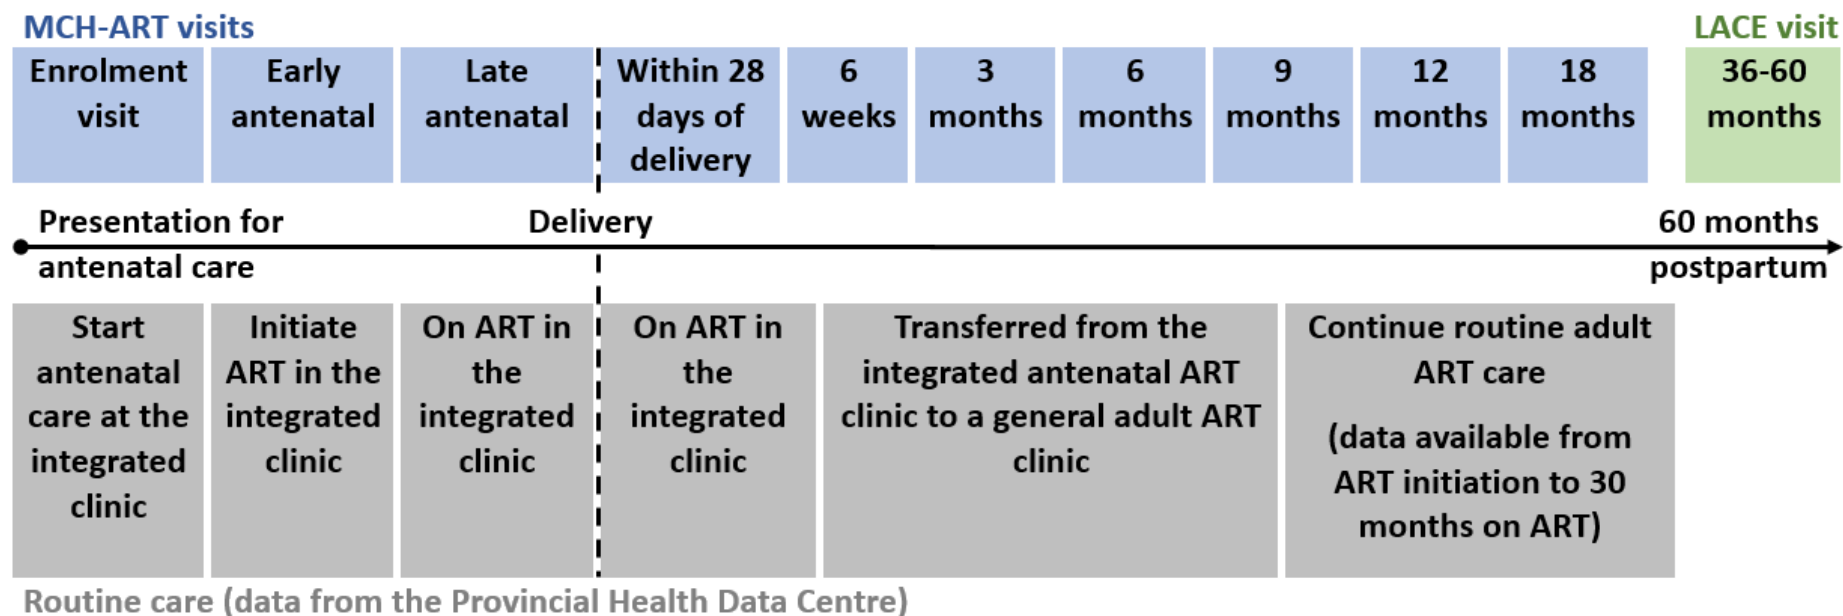 MCH-ART visits
LACE visit
Enrolment
visit
Early
antenatal
Late
antenatal
Within 28
days of
delivery
6
weeks
3
months
6
months
9
months
12
months
18
months
36-60
months
Presentation for
antenatal care
Delivery
60 months
postpartum
Start
antenatal
care at the
integrated
clinic
Initiate
ART in the
integrated
clinic
On ART in
the
integrated
clinic
On ART in
the
integrated
clinic
Transferred from the
integrated antenatal ART
clinic to a general adult ART
clinic
Continue routine adult
ART care
(data available from
ART initiation to 30
months on ART)
Routine care (data from the Provincial Health Data Centre)